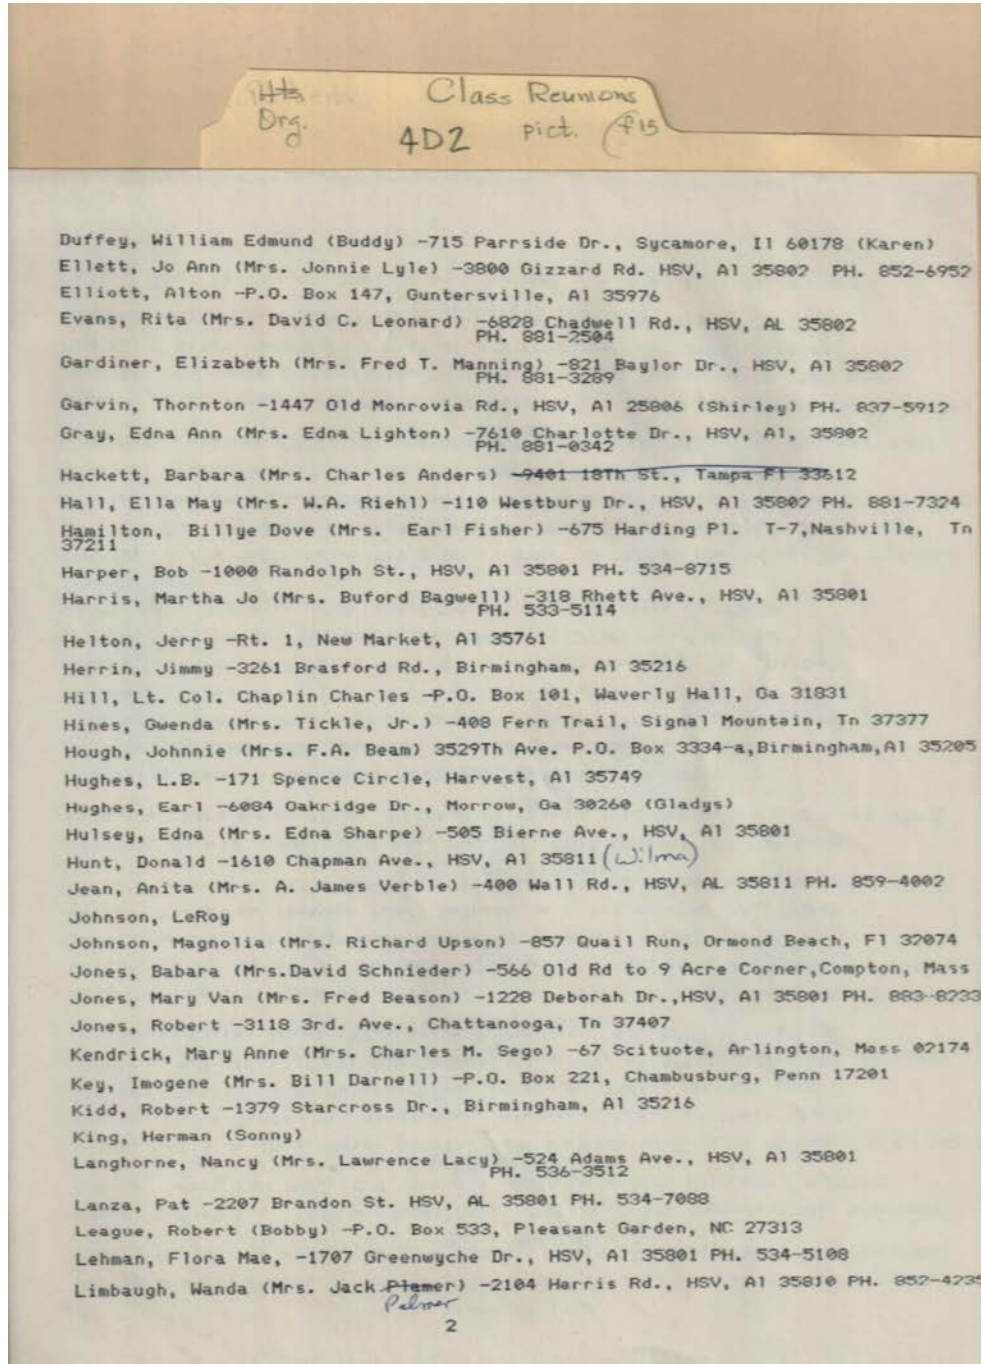 Hts Class Reunions
Org. 4D2 pict. f15
Duffey, William Edmund (Buddy) -715 Parrside Dr., Sycamore, Il 60178 (Karen)
Ellett, Jo Ann (Mrs. Jonnie Lyle) -3800 Gizzard Rd. HSV, Al 35802 PH. 852-6952
Elliott, Alton -P.O. Box 147, Guntersville, Al 35976
Evans, Rita (Mrs. David C. Leonard) -6828 Chadwell Rd., HSV, AL 35802
PH. 881-2504
Gardiner, Elizabeth (Mrs. Fred T. Manning) -821 Baylor Dr., HSV, Al 35802
PH. 881-3289
Garvin, Thornton -1447 Old Monrovia Rd., HSV, Al 25806 (Shirley) PH. 837-5912
Gray, Edna Ann (Mrs. Edna Lighton) -7610 Charlotte Dr., HSV, Al, 35802
PH. 881-0342
Hackett, Barbara (Mrs. Charles Anders) -9401 18Th St., Tampa Fl 33612
Hall, Ella May (Mrs. W.A. Riehl) -110 Westbury Dr., HSV, Al 35802 PH. 881-7324
Hamilton, Billye Dove (Mrs. Earl Fisher) -675 Harding Pl. T-7,Nashville, Tn
37211
Harper, Bob -1000 Randolph St., HSV, Al 35801 PH. 534-8715
Harris, Martha Jo (Mrs. Buford Bagwell) -318 Rhett Ave., HSV, Al 35801
PH. 533-5114
Helton, Jerry -Rt. 1, New Market, Al 35761
Herrin, Jimmy -3261 Brasford Rd., Birmingham, Al 35216
Hill, Lt. Col. Chaplin Charles -P.O. Box 101, Waverly Hall, Ga 31831
Hines, Gwenda (Mrs. Tickle, Jr.) -408 Fern Trail, Signal Mountain, Tn 37377
Hough, Johnnie (Mrs. F.A. Beam) 3529Th Ave. P.O. Box 3334-a,Birmingham,Al 35205
Hughes, L.B. -171 Spence Circle, Harvest, Al 35749
Hughes, Earl -6084 Oakridge Dr., Morrow, Ga 30260 (Gladys)
Hulsey, Edna (Mrs. Edna Sharpe) -505 Bierne Ave., HSV, Al 35801
Hunt, Donald -1610 Chapman Ave., HSV, Al 35811 (Wilma)
Jean, Anita (Mrs. A. James Verble) -400 Wall Rd., HSV, AL 35811 PH. 859-4002
Johnson, LeRoy
Johnson, Magnolia (Mrs. Richard Upson) -857 Quail Run, Ormond Beach, Fl 32074
Jones, Babara (Mrs.David Schnieder) -566 Old Rd to 9 Acre Corner,Compton, Mass
Jones, Mary Van (Mrs. Fred Beason) -1228 Deborah Dr.,HSV, Al 35801 PH. 883-8233
Jones, Robert -3118 3rd. Ave., Chattanooga, Tn 37407
Kendrick, Mary Anne (Mrs. Charles M. Sego) -67 Scituote, Arlington, Mass 02174
Key, Imogene (Mrs. Bill Darnell) -P.O. Box 221, Chambusburg, Penn 17201
Kidd, Robert -1379 Starcross Dr., Birmingham, Al 35216
King, Herman (Sonny)
Langhorne, Nancy (Mrs. Lawrence Lacy) -524 Adams Ave., HSV, Al 35801
PH. 536-3512
Lanza, Pat -2207 Brandon St. HSV, AL 35801 PH. 534-7088
League, Robert (Bobby) -P.O. Box 533, Pleasant Garden, NC 27313
Lehman, Flora Mae, -1707 Greenwyche Dr., HSV, Al 35801 PH. 534-5108
Limbaugh, Wanda (Mrs. Jack Plamer) -2104 Harris Rd., HSV, Al 35810 PH. 852-4235
Palmer
2